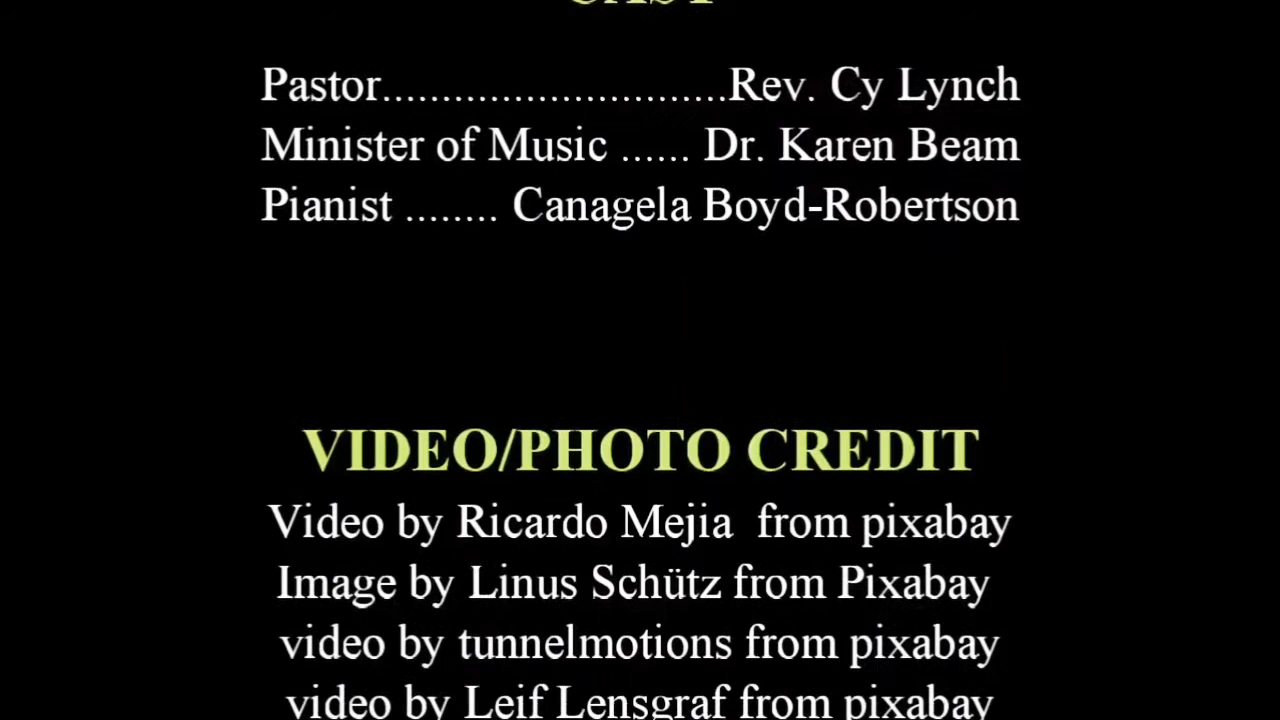 CAST
Pastor............................Rev. Cy Lynch
Minister of Music ...... Dr. Karen Beam
Pianist ........ Canagela Boyd-Robertson
VIDEO/PHOTO CREDIT
Video by Ricardo Mejia  from pixabay
Image by Linus Schütz from Pixabay
video by tunnelmotions from pixabay
video by Leif Lensgraf from pixabay